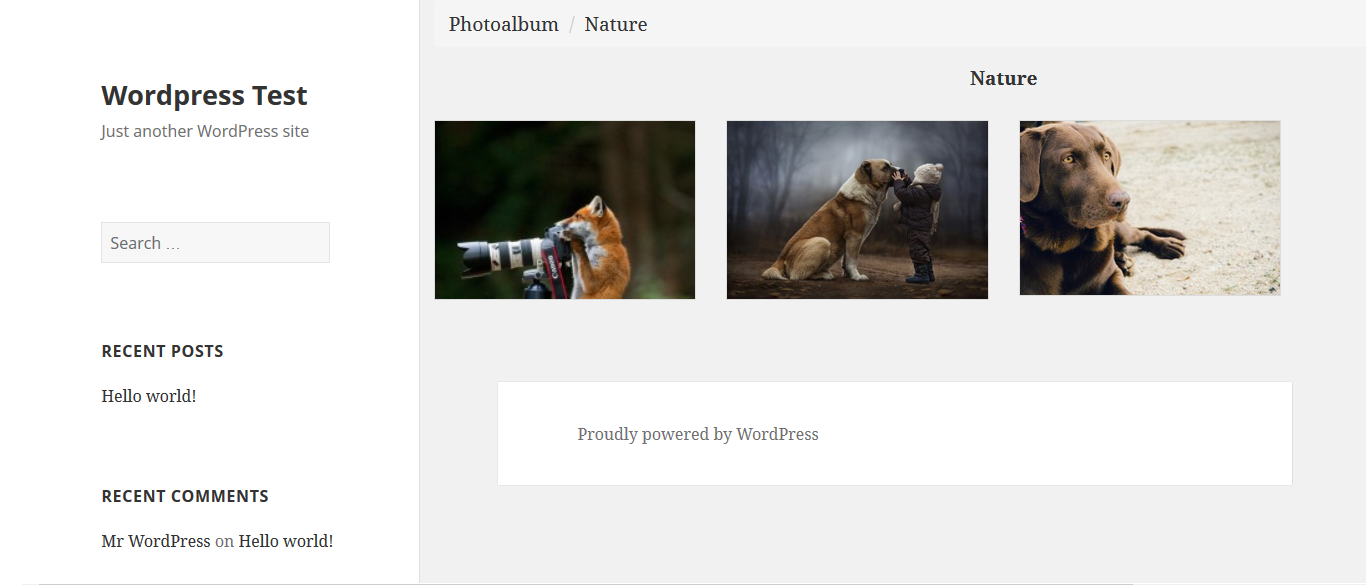 Photoalbum / Nature
Wordpress Test
Just another WordPress site
Search ...
RECENT POSTS
Hello world!
RECENT COMMENTS
Mr WordPress on Hello world!
Nature
Canon
Proudly powered by WordPress